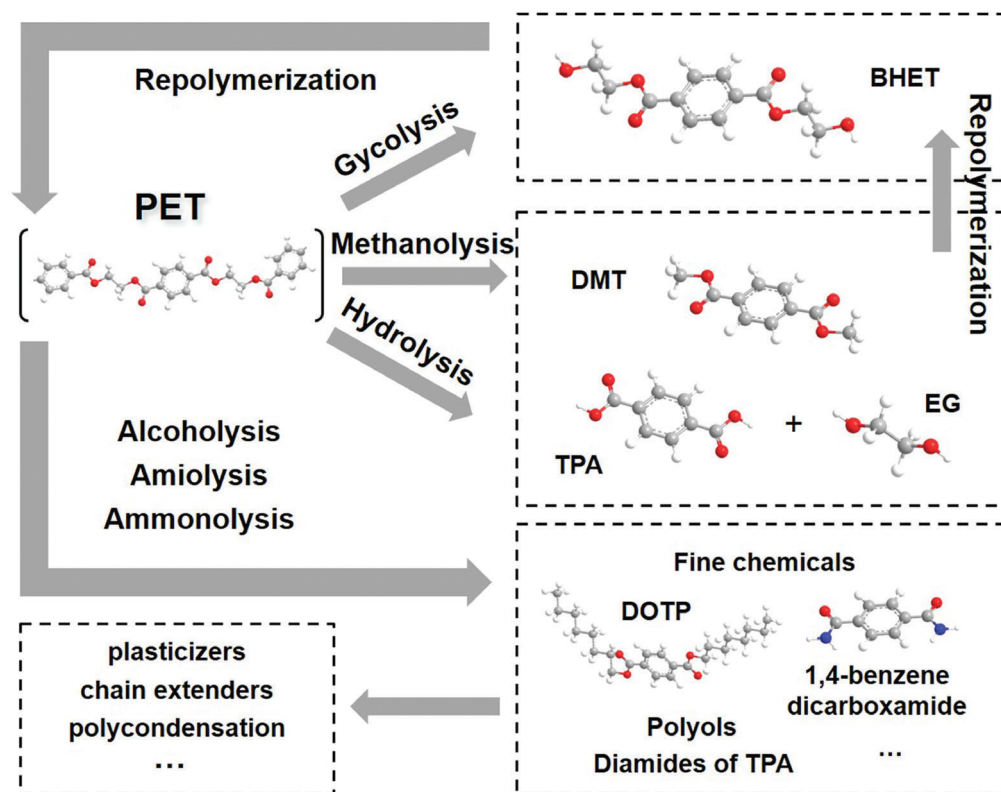 Repolymerization
BHET
Gycolysis
Repolymerization
PET
Methanolysis
DMT
Hydrolysis
EG
+
TPA
Alcoholysis
Amiolysis
Ammonolysis
Fine chemicals
DOTP
1,4-benzene
dicarboxamide
Polyols
Diamides of TPA
...
plasticizers
chain extenders
polycondensation
...